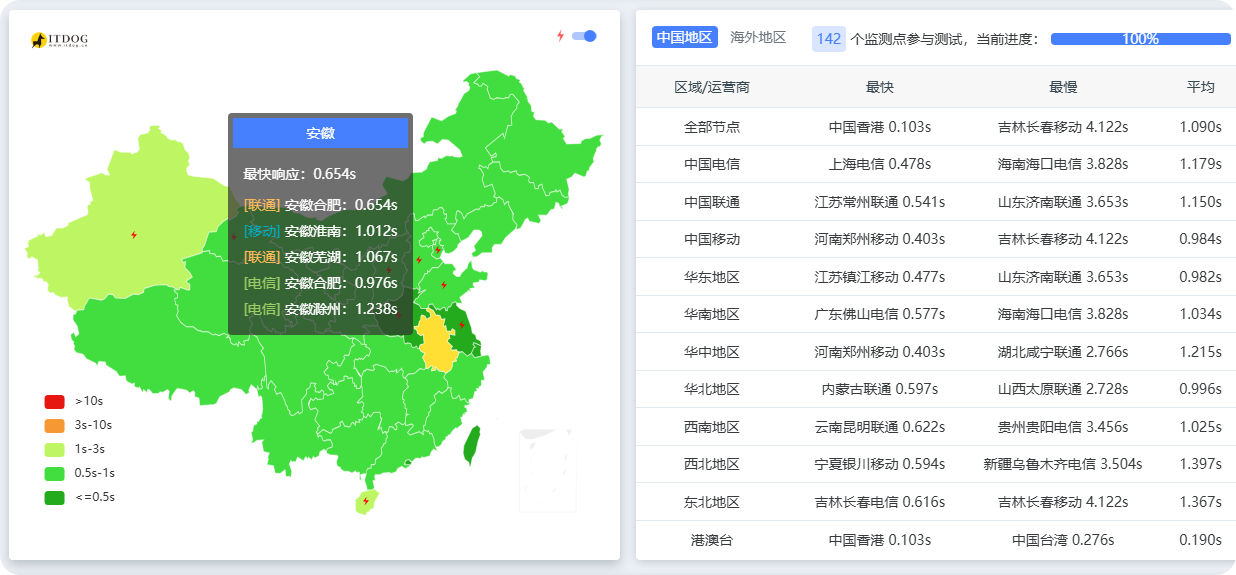 ITDOG
www.itdog.cn
安徽
最快响应：0.654s
[联通] 安徽合肥：0.654s
[移动] 安徽淮南：1.012s
[联通] 安徽芜湖：1.067s
[电信] 安徽合肥：0.976s
[电信] 安徽滁州：1.238s
>10s
3s-10s
1s-3s
0.5s-1s
<=0.5s
中国地区 海外地区 142 个监测点参与测试，当前进度： 100%
区域/运营商 最快 最慢 平均
全部节点 中国香港 0.103s 吉林长春移动 4.122s 1.090s
中国电信 上海电信 0.478s 海南海口电信 3.828s 1.179s
中国联通 江苏常州联通 0.541s 山东济南联通 3.653s 1.150s
中国移动 河南郑州移动 0.403s 吉林长春移动 4.122s 0.984s
华东地区 江苏镇江移动 0.477s 山东济南联通 3.653s 0.982s
华南地区 广东佛山电信 0.577s 海南海口电信 3.828s 1.034s
华中地区 河南郑州移动 0.403s 湖北咸宁联通 2.766s 1.215s
华北地区 内蒙古联通 0.597s 山西太原联通 2.728s 0.996s
西南地区 云南昆明联通 0.622s 贵州贵阳电信 3.456s 1.025s
西北地区 宁夏银川移动 0.594s 新疆乌鲁木齐电信 3.504s 1.397s
东北地区 吉林长春电信 0.616s 吉林长春移动 4.122s 1.367s
港澳台 中国香港 0.103s 中国台湾 0.276s 0.190s